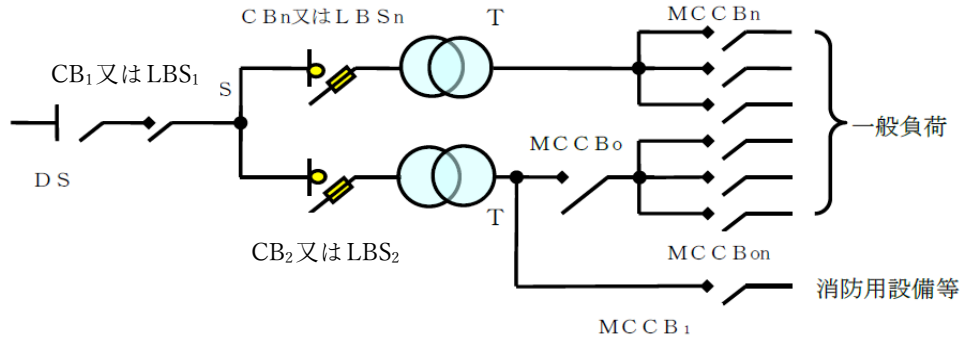 CBn又はLBSn
T
MCCBn
CB₁又はLBS₁
S
一般負荷
DS
MCCBo
T
CB₂又はLBS₂
MCCBon
消防用設備等
MCCB₁